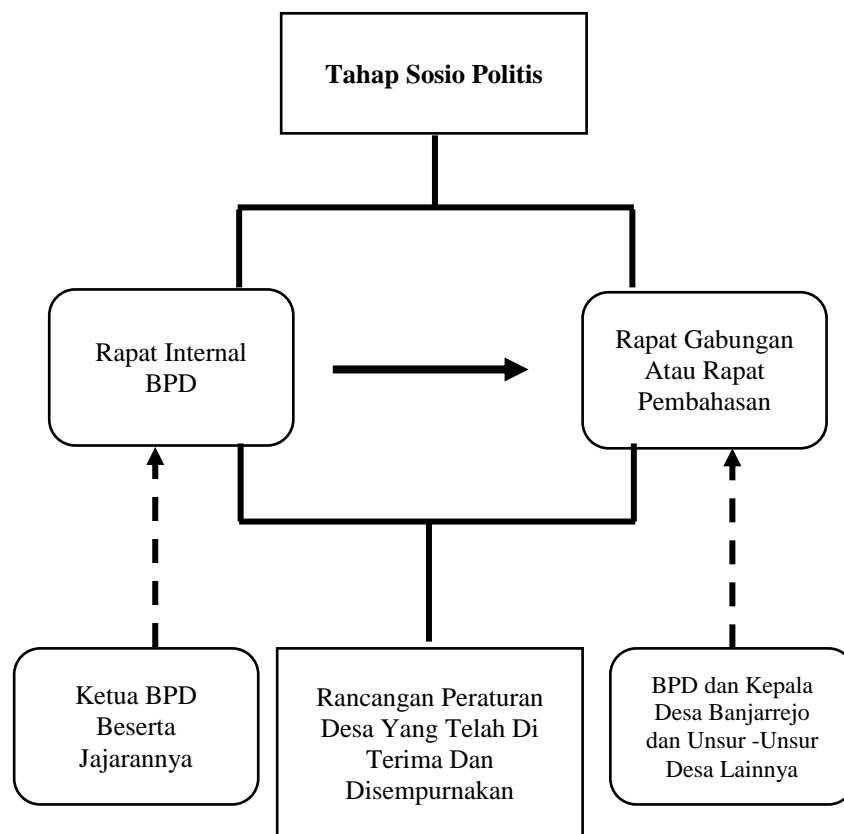 Tahap Sosio Politis
Rapat Internal
BPD
Rapat Gabungan
Atau Rapat
Pembahasan
Ketua BPD
Beserta
Jajarannya
Rancangan Peraturan
Desa Yang Telah Di
Terima Dan
Disempurnakan
BPD dan Kepala
Desa Banjarrejo
dan Unsur -Unsur
Desa Lainnya